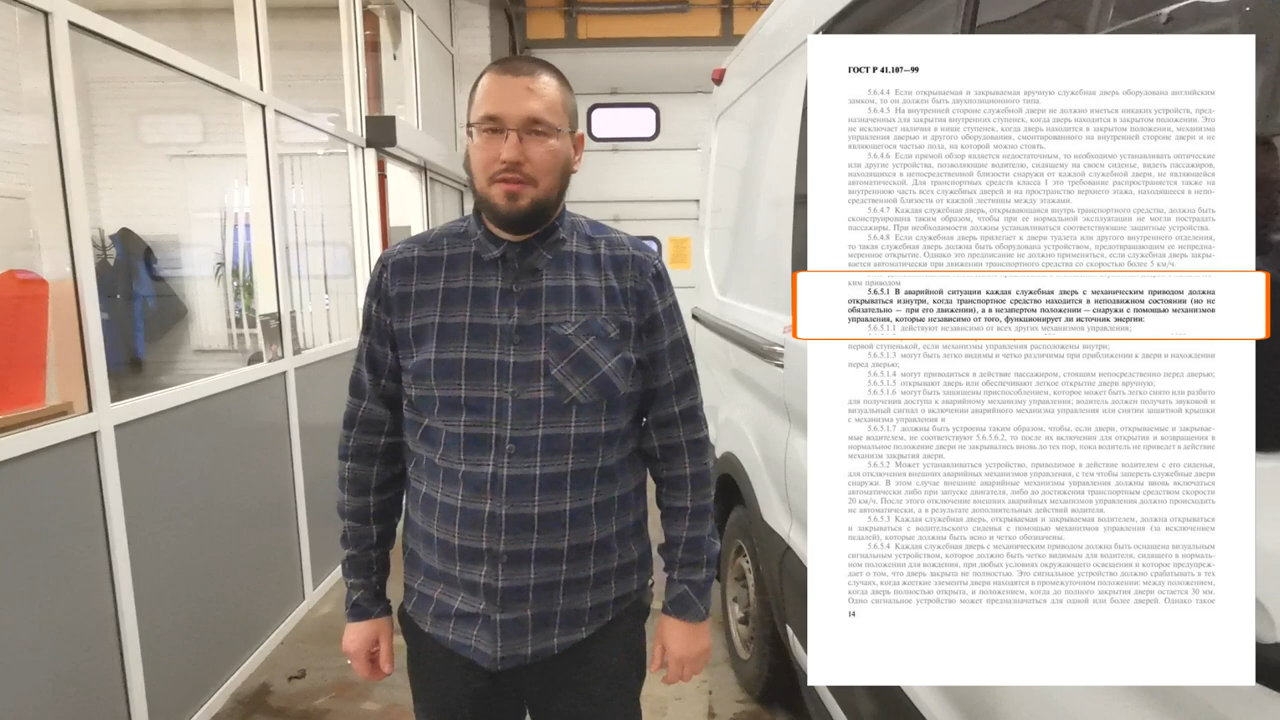 ГОСТ Р 41.107—99
5.6.4.4 Если открываемая и закрываемая вручную служебная дверь оборудована английским
замком, то он должен быть двухпозиционного типа.
5.6.4.5 На внутренней стороне служебной двери не должно иметься никаких устройств, пред-
назначенных для закрытия внутренних ступенек, когда дверь находится в закрытом положении. Это
не исключает наличия в нише ступенек, когда дверь находится в закрытом положении, механизма
управления дверью и другого оборудования, смонтированного на внутренней стороне двери и не
являющегося частью пола, на которой можно стоять.
5.6.4.6 Если прямой обзор является недостаточным, то необходимо устанавливать оптические
или другие устройства, позволяющие водителю, сидящему на своем сиденье, видеть пассажиров,
находящихся в непосредственной близости снаружи от каждой служебной двери, не являющейся
автоматической. Для транспортных средств класса I это требование распространяется также на
внутреннюю часть всех служебных дверей и на пространство верхнего этажа, находящееся в непо-
средственной близости от каждой лестницы между этажами.
5.6.4.7 Каждая служебная дверь, открывающаяся внутрь транспортного средства, должна быть
сконструирована таким образом, чтобы при ее нормальной эксплуатации не могли пострадать
пассажиры. При необходимости должны устанавливаться соответствующие защитные устройства.
5.6.4.8 Если служебная дверь прилегает к двери туалета или другого внутреннего отделения,
то такая служебная дверь должна быть оборудована устройством, предотвращающим ее непредна-
меренное открытие. Однако это предписание не должно применяться, если служебная дверь закры-
вается автоматически при движении транспортного средства со скоростью более 5 км/ч.
ким приводом
5.6.5.1 В аварийной ситуации каждая служебная дверь с механическим приводом должна
открываться изнутри, когда транспортное средство находится в неподвижном состоянии (но не
обязательно — при его движении), а в незапертом положении — снаружи с помощью механизмов
управления, которые независимо от того, функционирует ли источник энергии:
5.6.5.1.1 действуют независимо от всех других механизмов управления;
первой ступенькой, если механизмы управления расположены внутри;
5.6.5.1.3 могут быть легко видимы и четко различимы при приближении к двери и нахождении
перед дверью;
5.6.5.1.4 могут приводиться в действие пассажиром, стоящим непосредственно перед дверью;
5.6.5.1.5 открывают дверь или обеспечивают легкое открытие двери вручную;
5.6.5.1.6 могут быть защищены приспособлением, которое может быть легко снято или разбито
для получения доступа к аварийному механизму управления; водитель должен получать звуковой и
визуальный сигнал о включении аварийного механизма управления или снятии защитной крышки
с механизма управления и
5.6.5.1.7 должны быть устроены таким образом, чтобы, если двери, открываемые и закрывае-
мые водителем, не соответствуют 5.6.5.6.2, то после их включения для открытия и возвращения в
нормальное положение двери не закрывались вновь до тех пор, пока водитель не приведет в действие
механизм закрытия двери.
5.6.5.2 Может устанавливаться устройство, приводимое в действие водителем с его сиденья,
для отключения внешних аварийных механизмов управления, с тем чтобы запереть служебные двери
снаружи. В этом случае внешние аварийные механизмы управления должны вновь включаться
автоматически либо при запуске двигателя, либо до достижения транспортным средством скорости
20 км/ч. После этого отключение внешних аварийных механизмов управления должно происходить
не автоматически, а в результате дополнительных действий водителя.
5.6.5.3 Каждая служебная дверь, открываемая и закрываемая водителем, должна открываться
и закрываться с водительского сиденья с помощью механизмов управления (за исключением
педалей), которые должны быть ясно и четко обозначены.
5.6.5.4 Каждая служебная дверь с механическим приводом должна быть оснащена визуальным
сигнальным устройством, которое должно быть четко видимым для водителя, сидящего в нормаль-
ном положении для вождения, при любых условиях окружающего освещения и которое предупреж-
дает о том, что дверь закрыта не полностью. Это сигнальное устройство должно срабатывать в тех
случаях, когда жесткие элементы двери находятся в промежуточном положении: между положением,
когда дверь полностью открыта, и положением, когда до полного закрытия двери остается 30 мм.
Одно сигнальное устройство может предназначаться для одной или более дверей. Однако такое
14